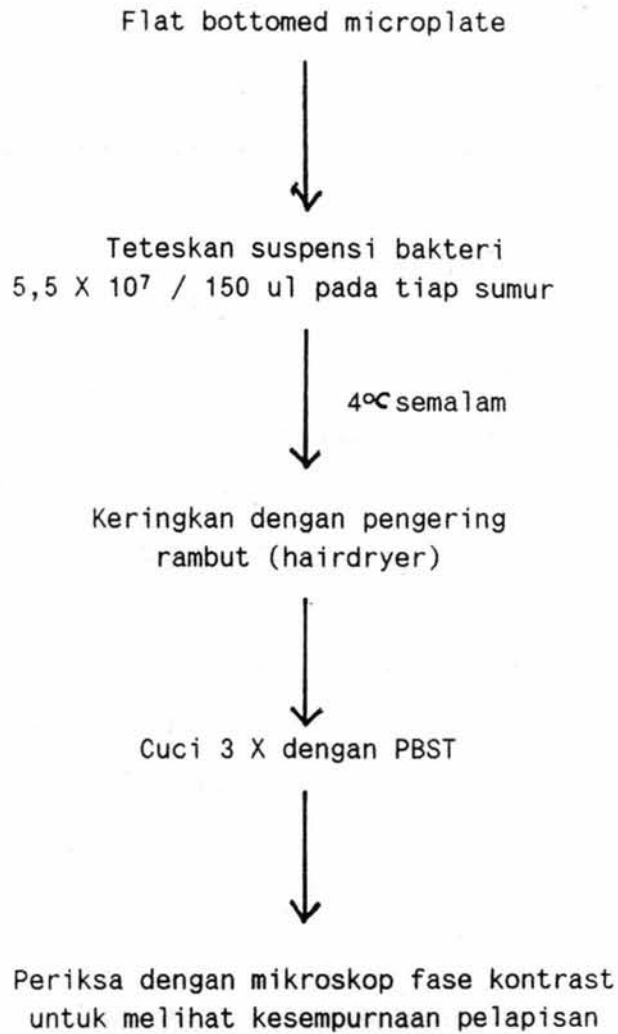 Flat bottomed microplate
Teteskan suspensi bakteri
5,5 X 10⁷ / 150 ul pada tiap sumur
4°C semalam
Keringkan dengan pengering
rambut (hairdryer)
Cuci 3 X dengan PBST
Periksa dengan mikroskop fase kontrast
untuk melihat kesempurnaan pelapisan